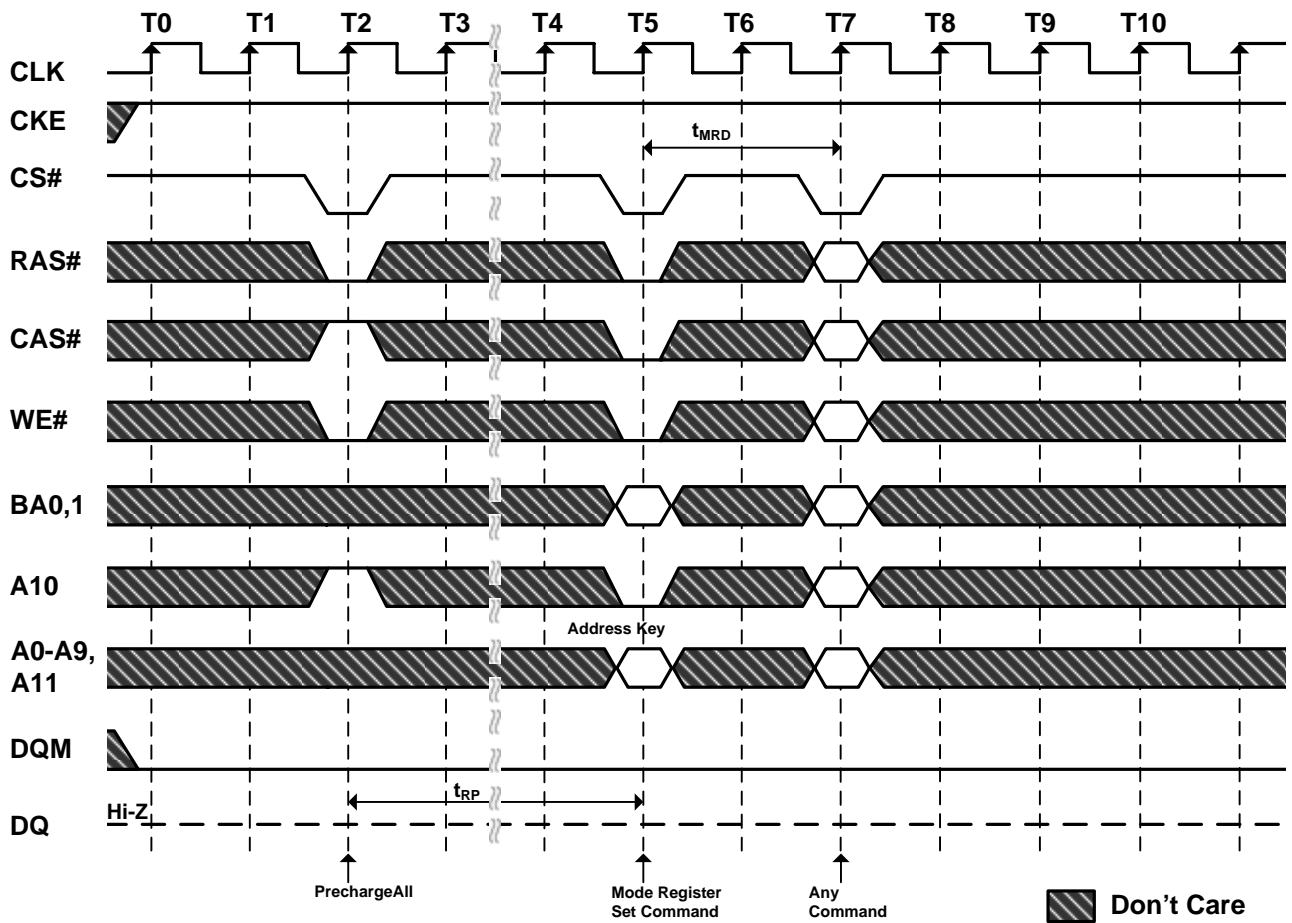 T0 T1 T2 T3 T4 T5 T6 T7 T8 T9 T10
CLK
CKE
tMRD
CS#
RAS#
CAS#
WE#
BA0,1
A10
Address Key
A0-A9,
A11
DQM
tRP
Hi-Z
DQ
PrechargeAll
Mode Register
Set Command
Any
Command
Don't Care